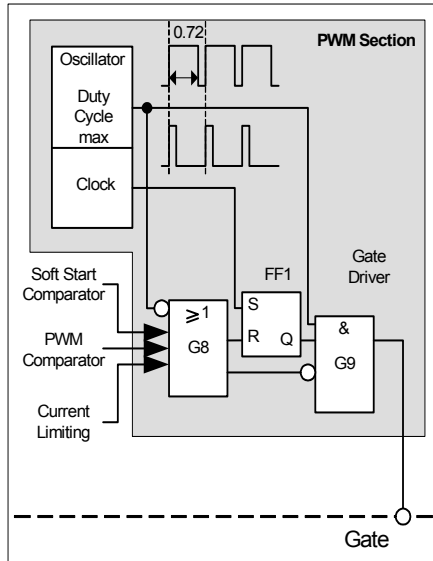 0.72
PWM Section
Oscillator
Duty
Cycle
max
Clock
Soft Start
Comparator
PWM
Comparator
Current
Limiting
≥1
G8
FF1
S
R
Q
Gate
Driver
&
G9
Gate